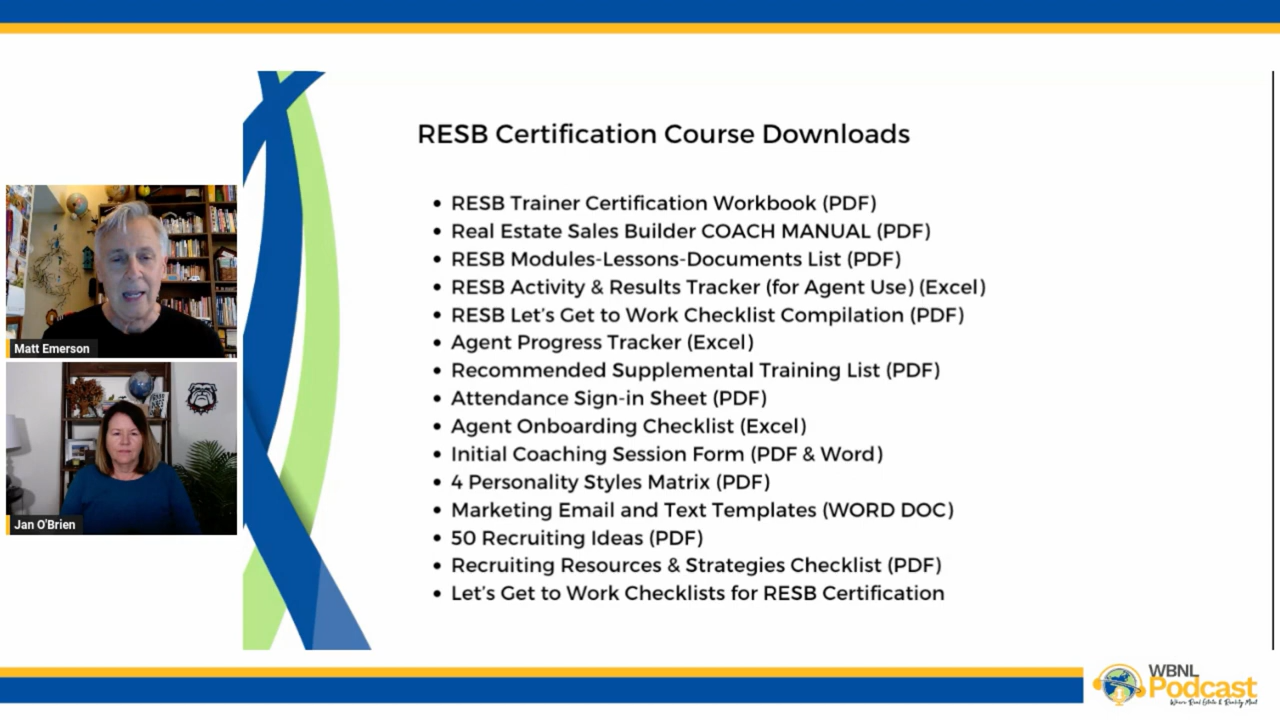 RESB Certification Course Downloads
• RESB Trainer Certification Workbook (PDF)
• Real Estate Sales Builder COACH MANUAL (PDF)
• RESB Modules-Lessons-Documents List (PDF)
• RESB Activity & Results Tracker (for Agent Use) (Excel)
• RESB Let's Get to Work Checklist Compilation (PDF)
• Agent Progress Tracker (Excel)
• Recommended Supplemental Training List (PDF)
• Attendance Sign-in Sheet (PDF)
• Agent Onboarding Checklist (Excel)
• Initial Coaching Session Form (PDF & Word)
• 4 Personality Styles Matrix (PDF)
• Marketing Email and Text Templates (WORD DOC)
• 50 Recruiting Ideas (PDF)
• Recruiting Resources & Strategies Checklist (PDF)
• Let's Get to Work Checklists for RESB Certification
Matt Emerson
Jan O'Brien
WBNL
Podcast
Where Real Estate & Reality Meet